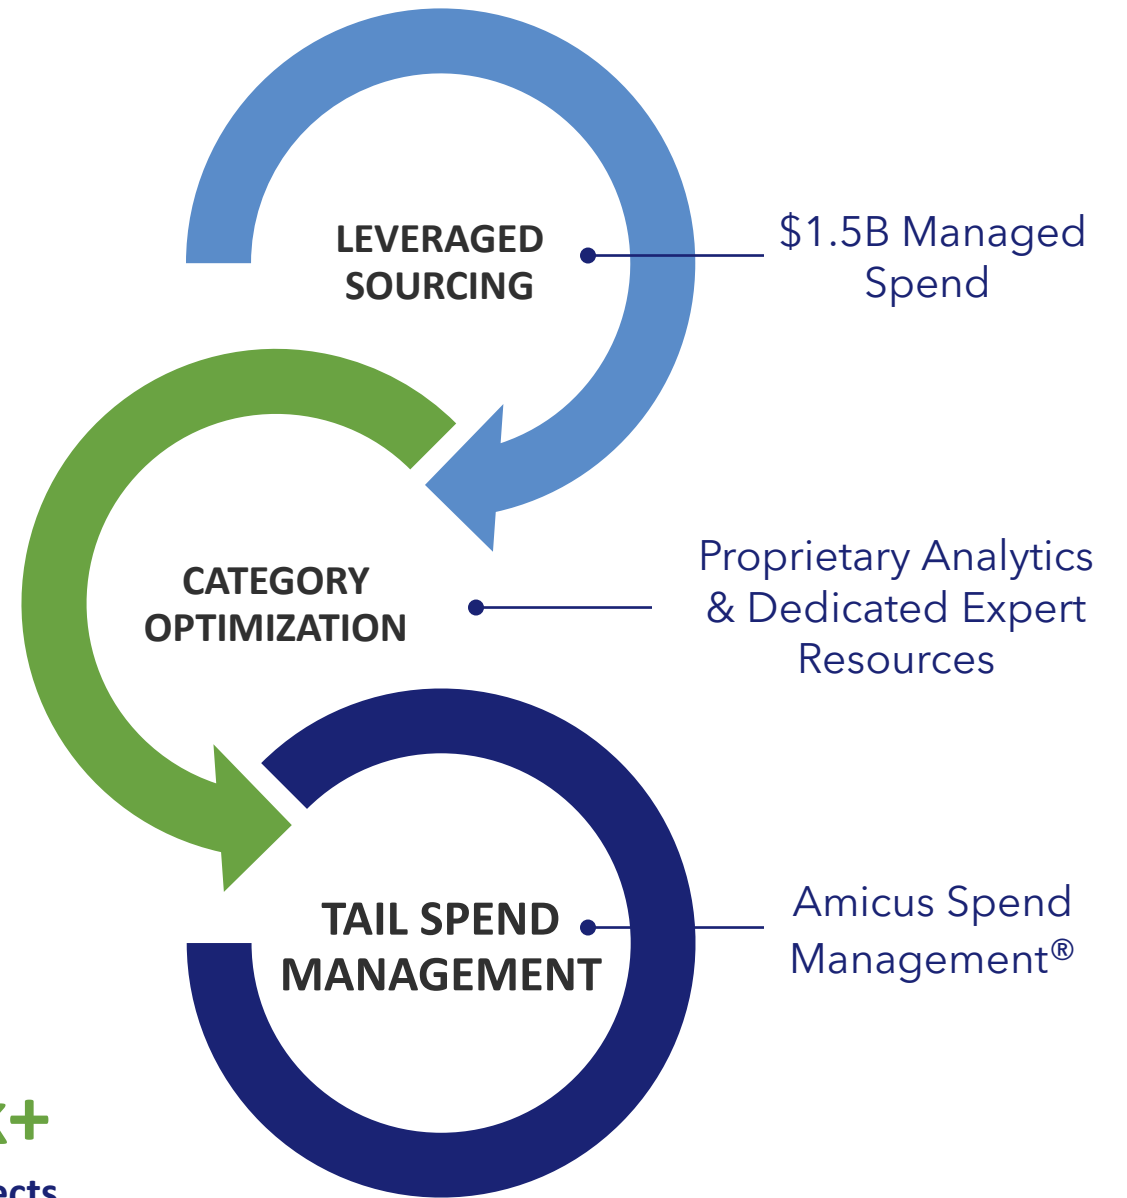 LEVERAGED
SOURCING
$1.5B Managed
Spend
CATEGORY
OPTIMIZATION
Proprietary Analytics
& Dedicated Expert
Resources
TAIL SPEND
MANAGEMENT
Amicus Spend
Management®